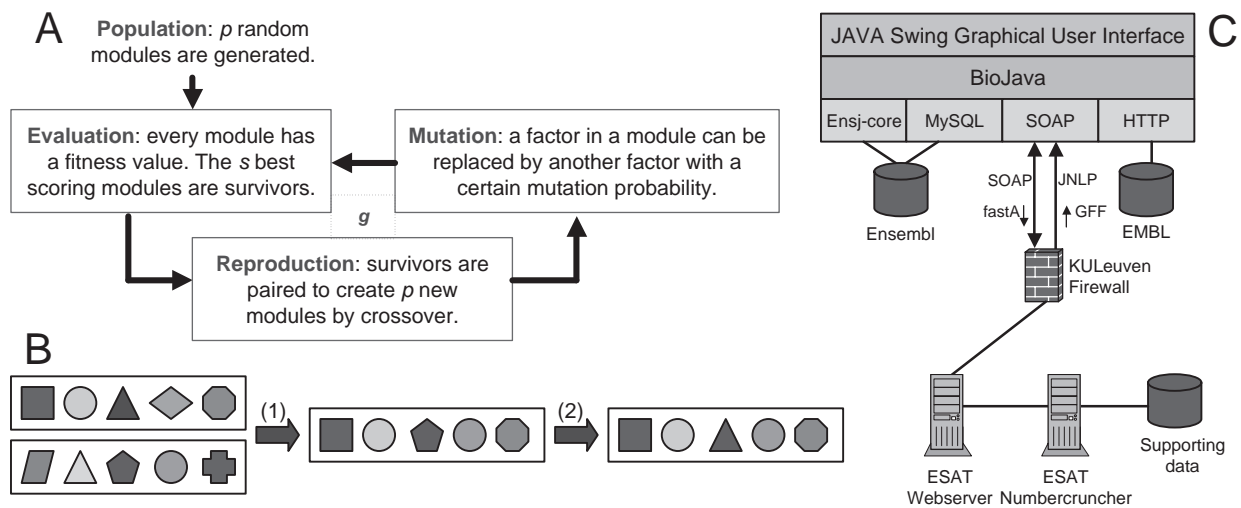 A
Population: p random
modules are generated.
Evaluation: every module has
a fitness value. The s best
scoring modules are survivors.
Mutation: a factor in a module can be
replaced by another factor with a
certain mutation probability.
g
Reproduction: survivors are
paired to create p new
modules by crossover.
B
(1)
(2)
C
JAVA Swing Graphical User Interface
BioJava
Ensj-core MySQL SOAP HTTP
SOAP JNLP
fastA GFF
Ensembl
EMBL
KULeuven
Firewall
ESAT
Webserver
ESAT
Numbercruncher
Supporting
data